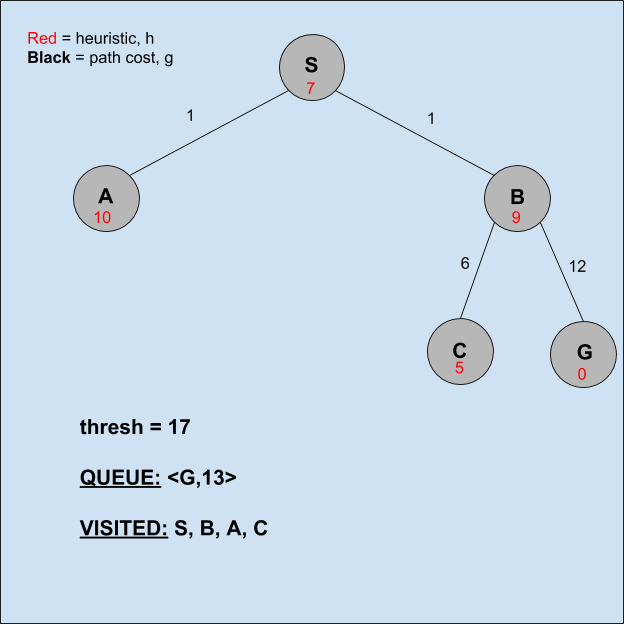 Red = heuristic, h
Black = path cost, g
S
7
1
1
A
10
B
9
6
12
C
5
G
0
thresh = 17
QUEUE: <G,13>
VISITED: S, B, A, C